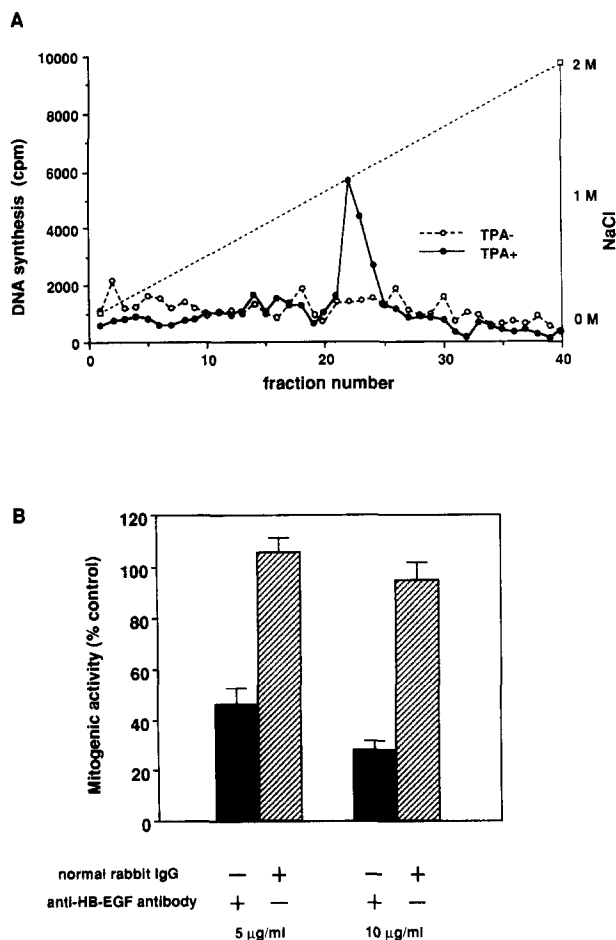 A
10000
8000
6000
4000
2000
0
DNA synthesis (cpm)
2 M
1 M
0 M
NaCl
TPA-
TPA+
0
10
20
30
40
fraction number
B
120
100
80
60
40
20
0
Mitogenic activity (% control)
normal rabbit IgG − + − +
anti-HB-EGF antibody + − + −
5 μg/ml 10 μg/ml